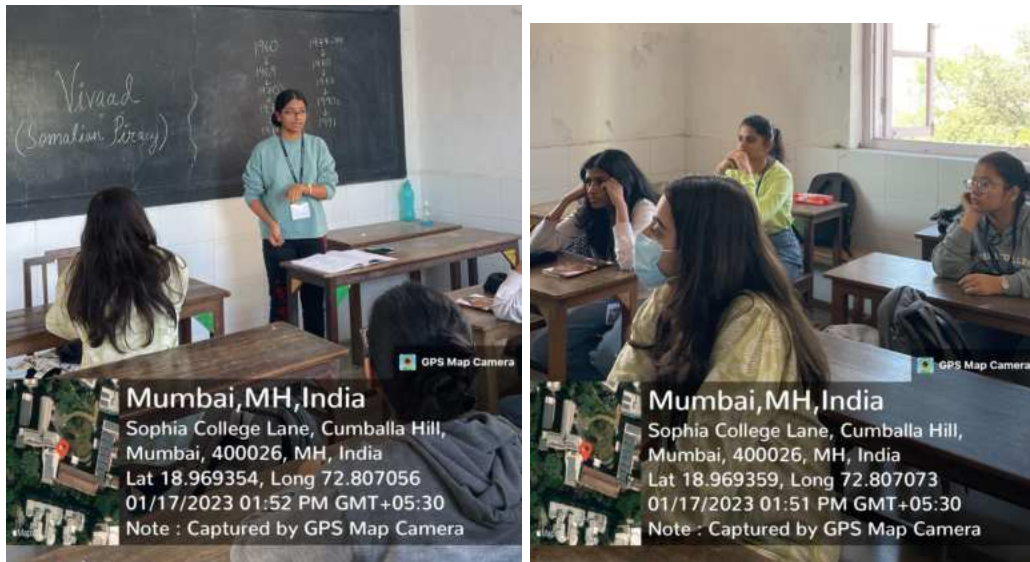 Vivaad
(Somalian Piracy)
1960
1969
1991
GPS Map Camera
Mumbai,MH,India
Sophia College Lane, Cumballa Hill,
Mumbai, 400026, MH, India
Lat 18.969354, Long 72.807056
01/17/2023 01:52 PM GMT+05:30
Note : Captured by GPS Map Camera
GPS Map Camera
Mumbai,MH,India
Sophia College Lane, Cumballa Hill,
Mumbai, 400026, MH, India
Lat 18.969359, Long 72.807073
01/17/2023 01:51 PM GMT+05:30
Note : Captured by GPS Map Camera